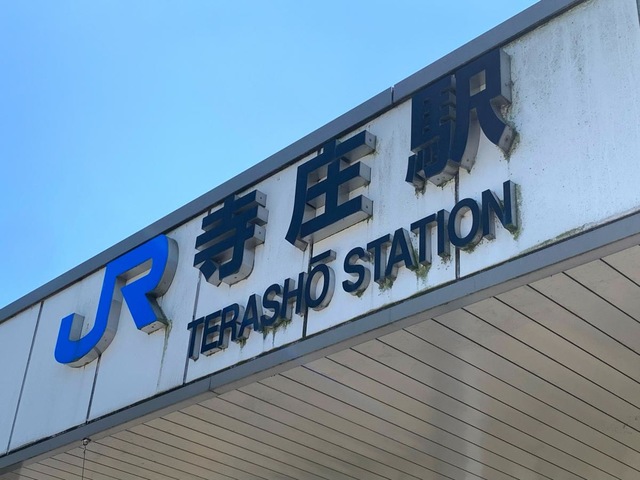 JR 寺庄駅
TERASHŌ STATION